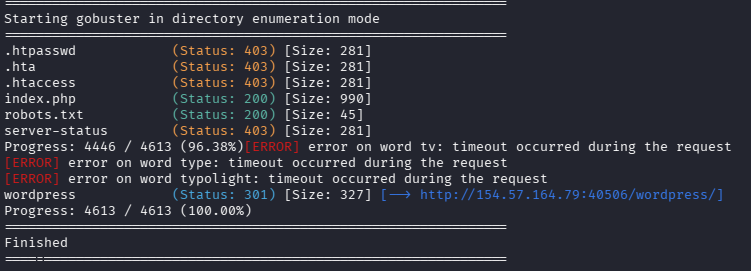 ===============================================================
Starting gobuster in directory enumeration mode
===============================================================
.htpasswd            (Status: 403) [Size: 281]
.hta                 (Status: 403) [Size: 281]
.htaccess            (Status: 403) [Size: 281]
index.php            (Status: 200) [Size: 990]
robots.txt           (Status: 200) [Size: 45]
server-status        (Status: 403) [Size: 281]
Progress: 4446 / 4613 (96.38%)[ERROR] error on word tv: timeout occurred during the request
[ERROR] error on word type: timeout occurred during the request
[ERROR] error on word typolight: timeout occurred during the request
wordpress            (Status: 301) [Size: 327] [--> http://154.57.164.79:40506/wordpress/]
Progress: 4613 / 4613 (100.00%)
===============================================================
Finished
===============================================================